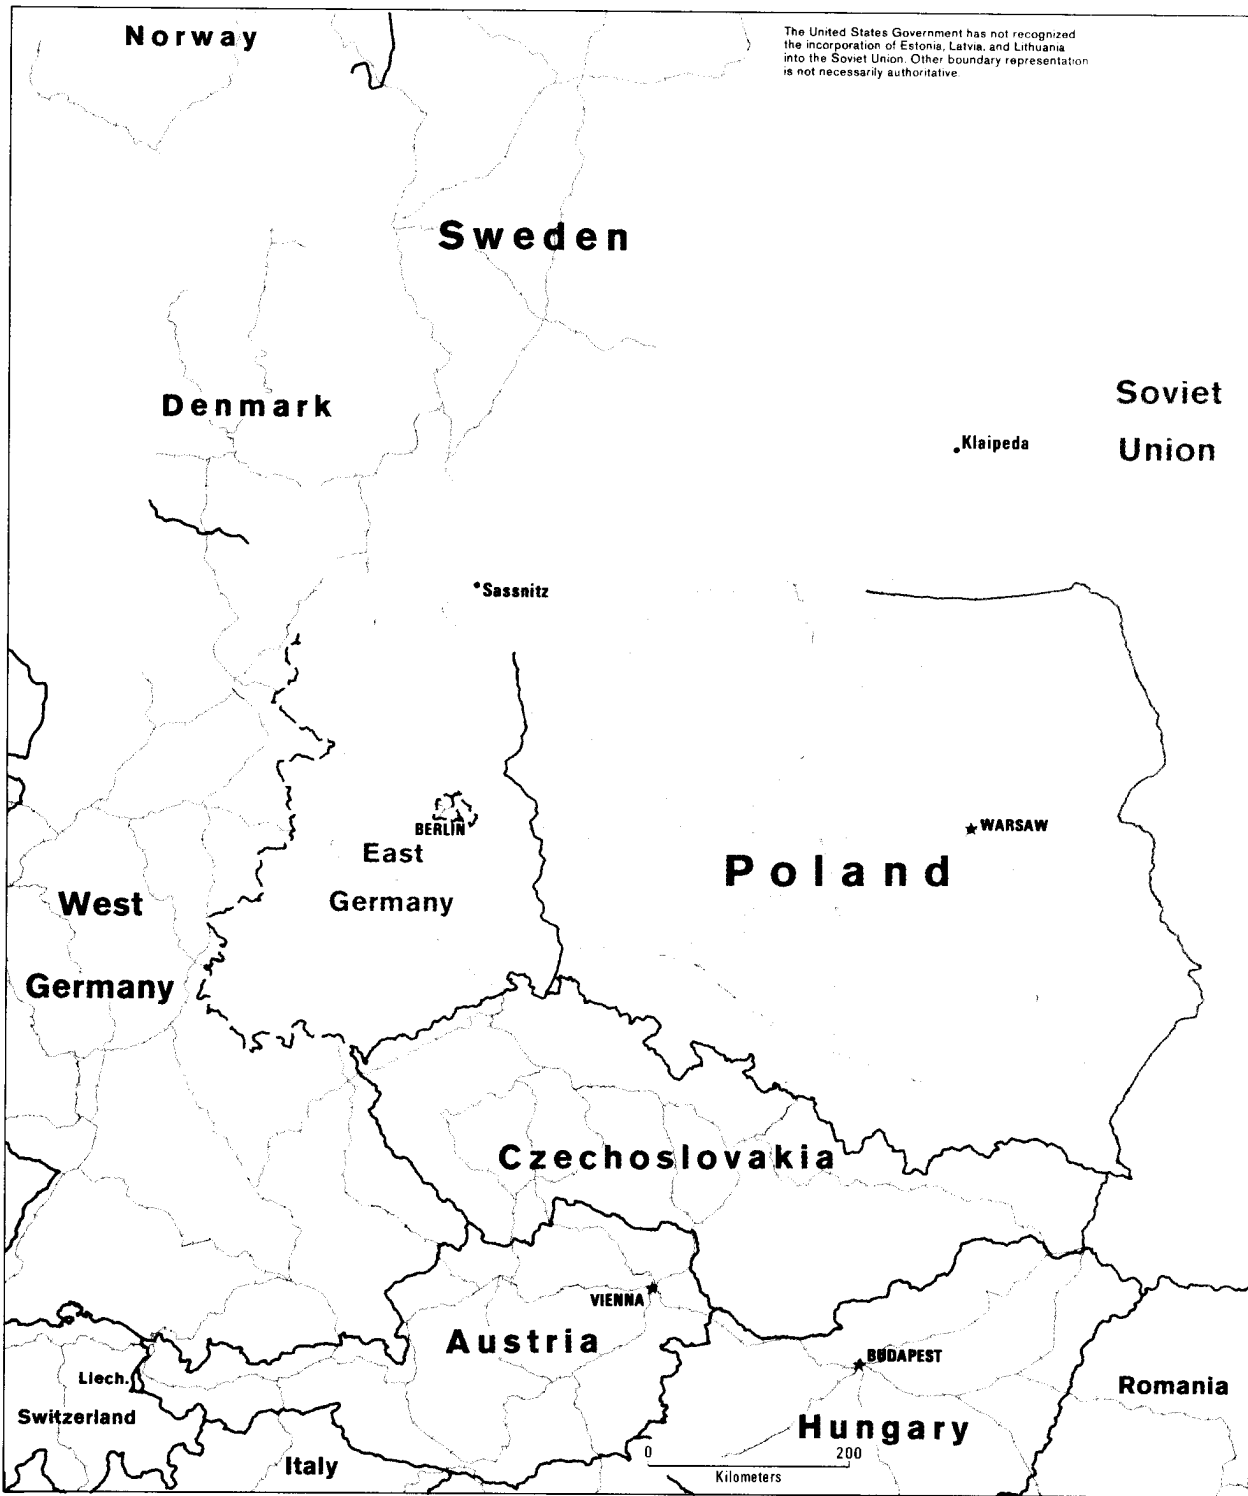 Norway
The United States Government has not recognized
the incorporation of Estonia, Latvia, and Lithuania
into the Soviet Union. Other boundary representation
is not necessarily authoritative.
Sweden
Denmark
Soviet
Union
Klaipeda
Sassnitz
BERLIN
WARSAW
East
Germany
Poland
West
Germany
Czechoslovakia
VIENNA
Austria
BUDAPEST
Liech.
Romania
Switzerland
Hungary
Italy
0 200
Kilometers